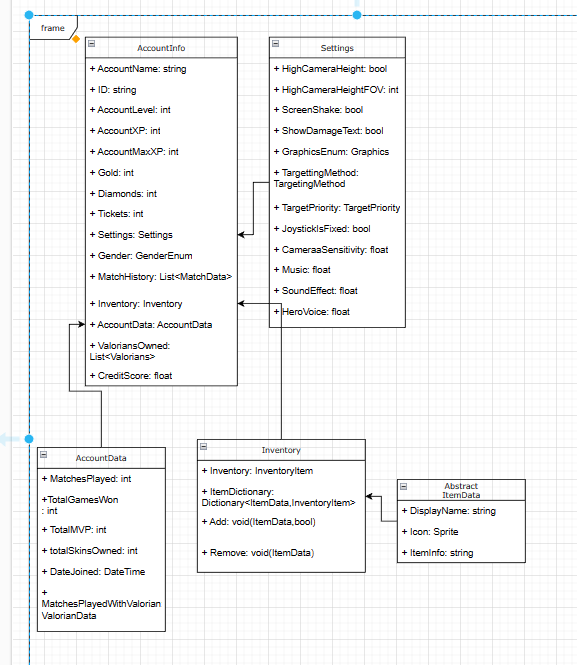 frame
AccountInfo
+ AccountName: string
+ ID: string
+ AccountLevel: int
+ AccountXP: int
+ AccountMaxXP: int
+ Gold: int
+ Diamonds: int
+ Tickets: int
+ Settings: Settings
+ Gender: GenderEnum
+ MatchHistory: List<MatchData>
+ Inventory: Inventory
+ AccountData: AccountData
+ ValoriansOwned:
List<Valorians>
+ CreditScore: float
Settings
+ HighCameraHeight: bool
+ HighCameraHeightFOV: int
+ ScreenShake: bool
+ ShowDamageText: bool
+ GraphicsEnum: Graphics
+ TargettingMethod:
TargetingMethod
+ TargetPriority: TargetPriority
+ JoystickIsFixed: bool
+ CameraaSensitivity: float
+ Music: float
+ SoundEffect: float
+ HeroVoice: float
AccountData
+ MatchesPlayed: int
+TotalGamesWon
: int
+ TotalMVP: int
+ totalSkinsOwned: int
+ DateJoined: DateTime
+
MatchesPlayedWithValorian
ValorianData
Inventory
+ Inventory: InventoryItem
+ ItemDictionary:
Dictionary<ItemData,InventoryItem>
+ Add: void(ItemData,bool)
+ Remove: void(ItemData)
Abstract
ItemData
+ DisplayName: string
+ Icon: Sprite
+ ItemInfo: string